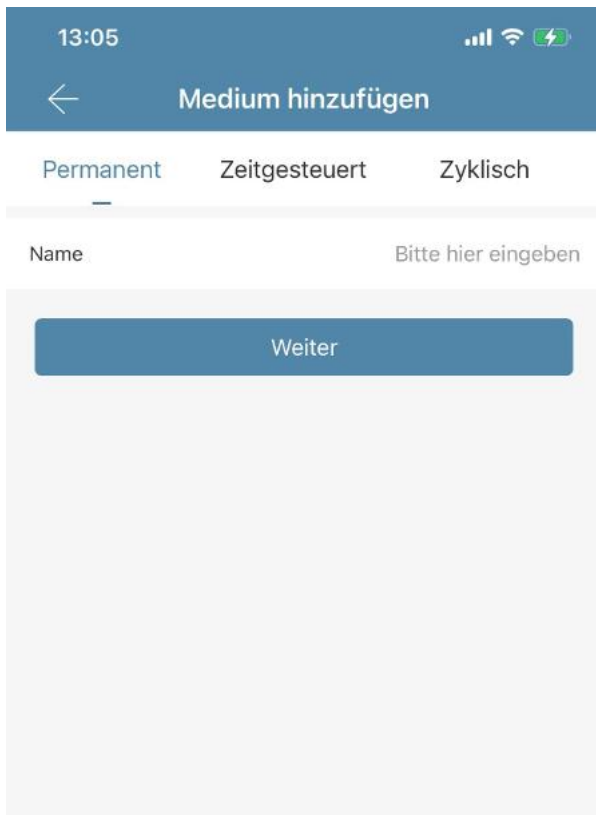 13:05
Medium hinzufügen
Permanent Zeitgesteuert Zyklisch
Name Bitte hier eingeben
Weiter